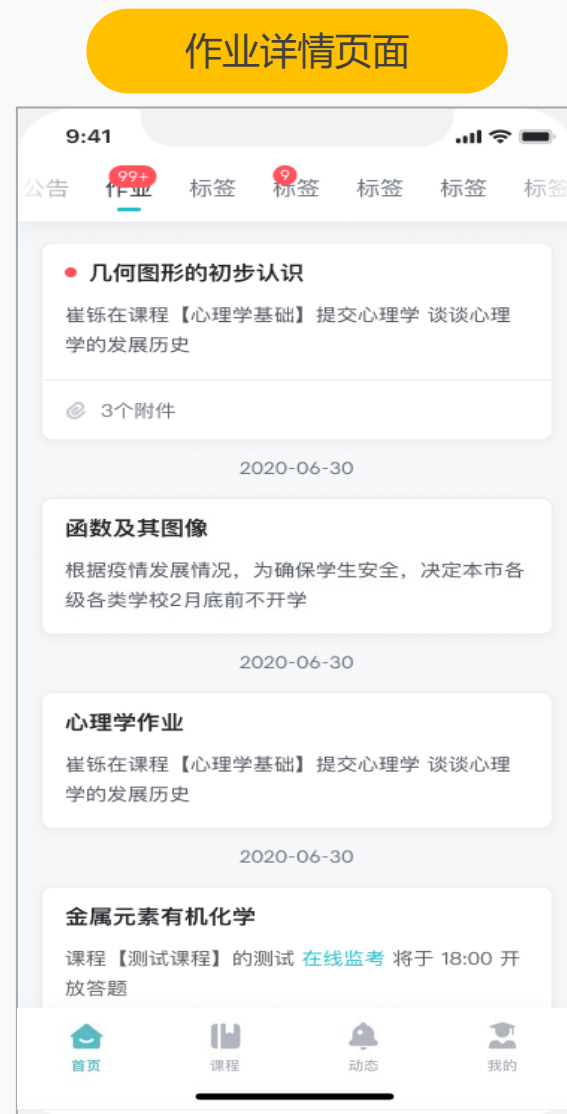 作业详情页面
9:41
公告 作业 99+ 标签 标签 9 标签 标签 标签
几何图形的初步认识
崔铄在课程【心理学基础】提交心理学 谈谈心理
学的发展历史
3个附件
2020-06-30
函数及其图像
根据疫情发展情况，为确保学生安全，决定本市各
级各类学校2月底前不开学
2020-06-30
心理学作业
崔铄在课程【心理学基础】提交心理学 谈谈心理
学的发展历史
2020-06-30
金属元素有机化学
课程【测试课程】的测试 在线监考 将于 18:00 开
放答题
首页 课程 动态 我的